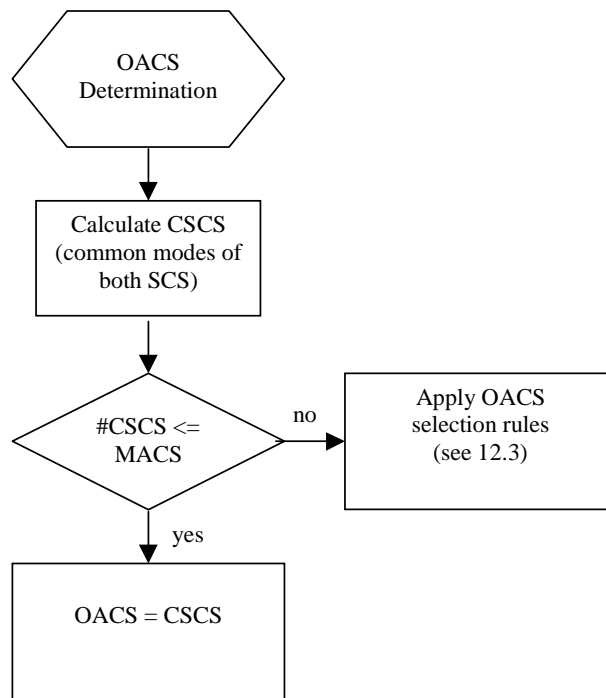 OACS
Determination
Calculate CSCS
(common modes of
both SCS)
#CSCS <=
MACS
no
Apply OACS
selection rules
(see 12.3)
yes
OACS = CSCS